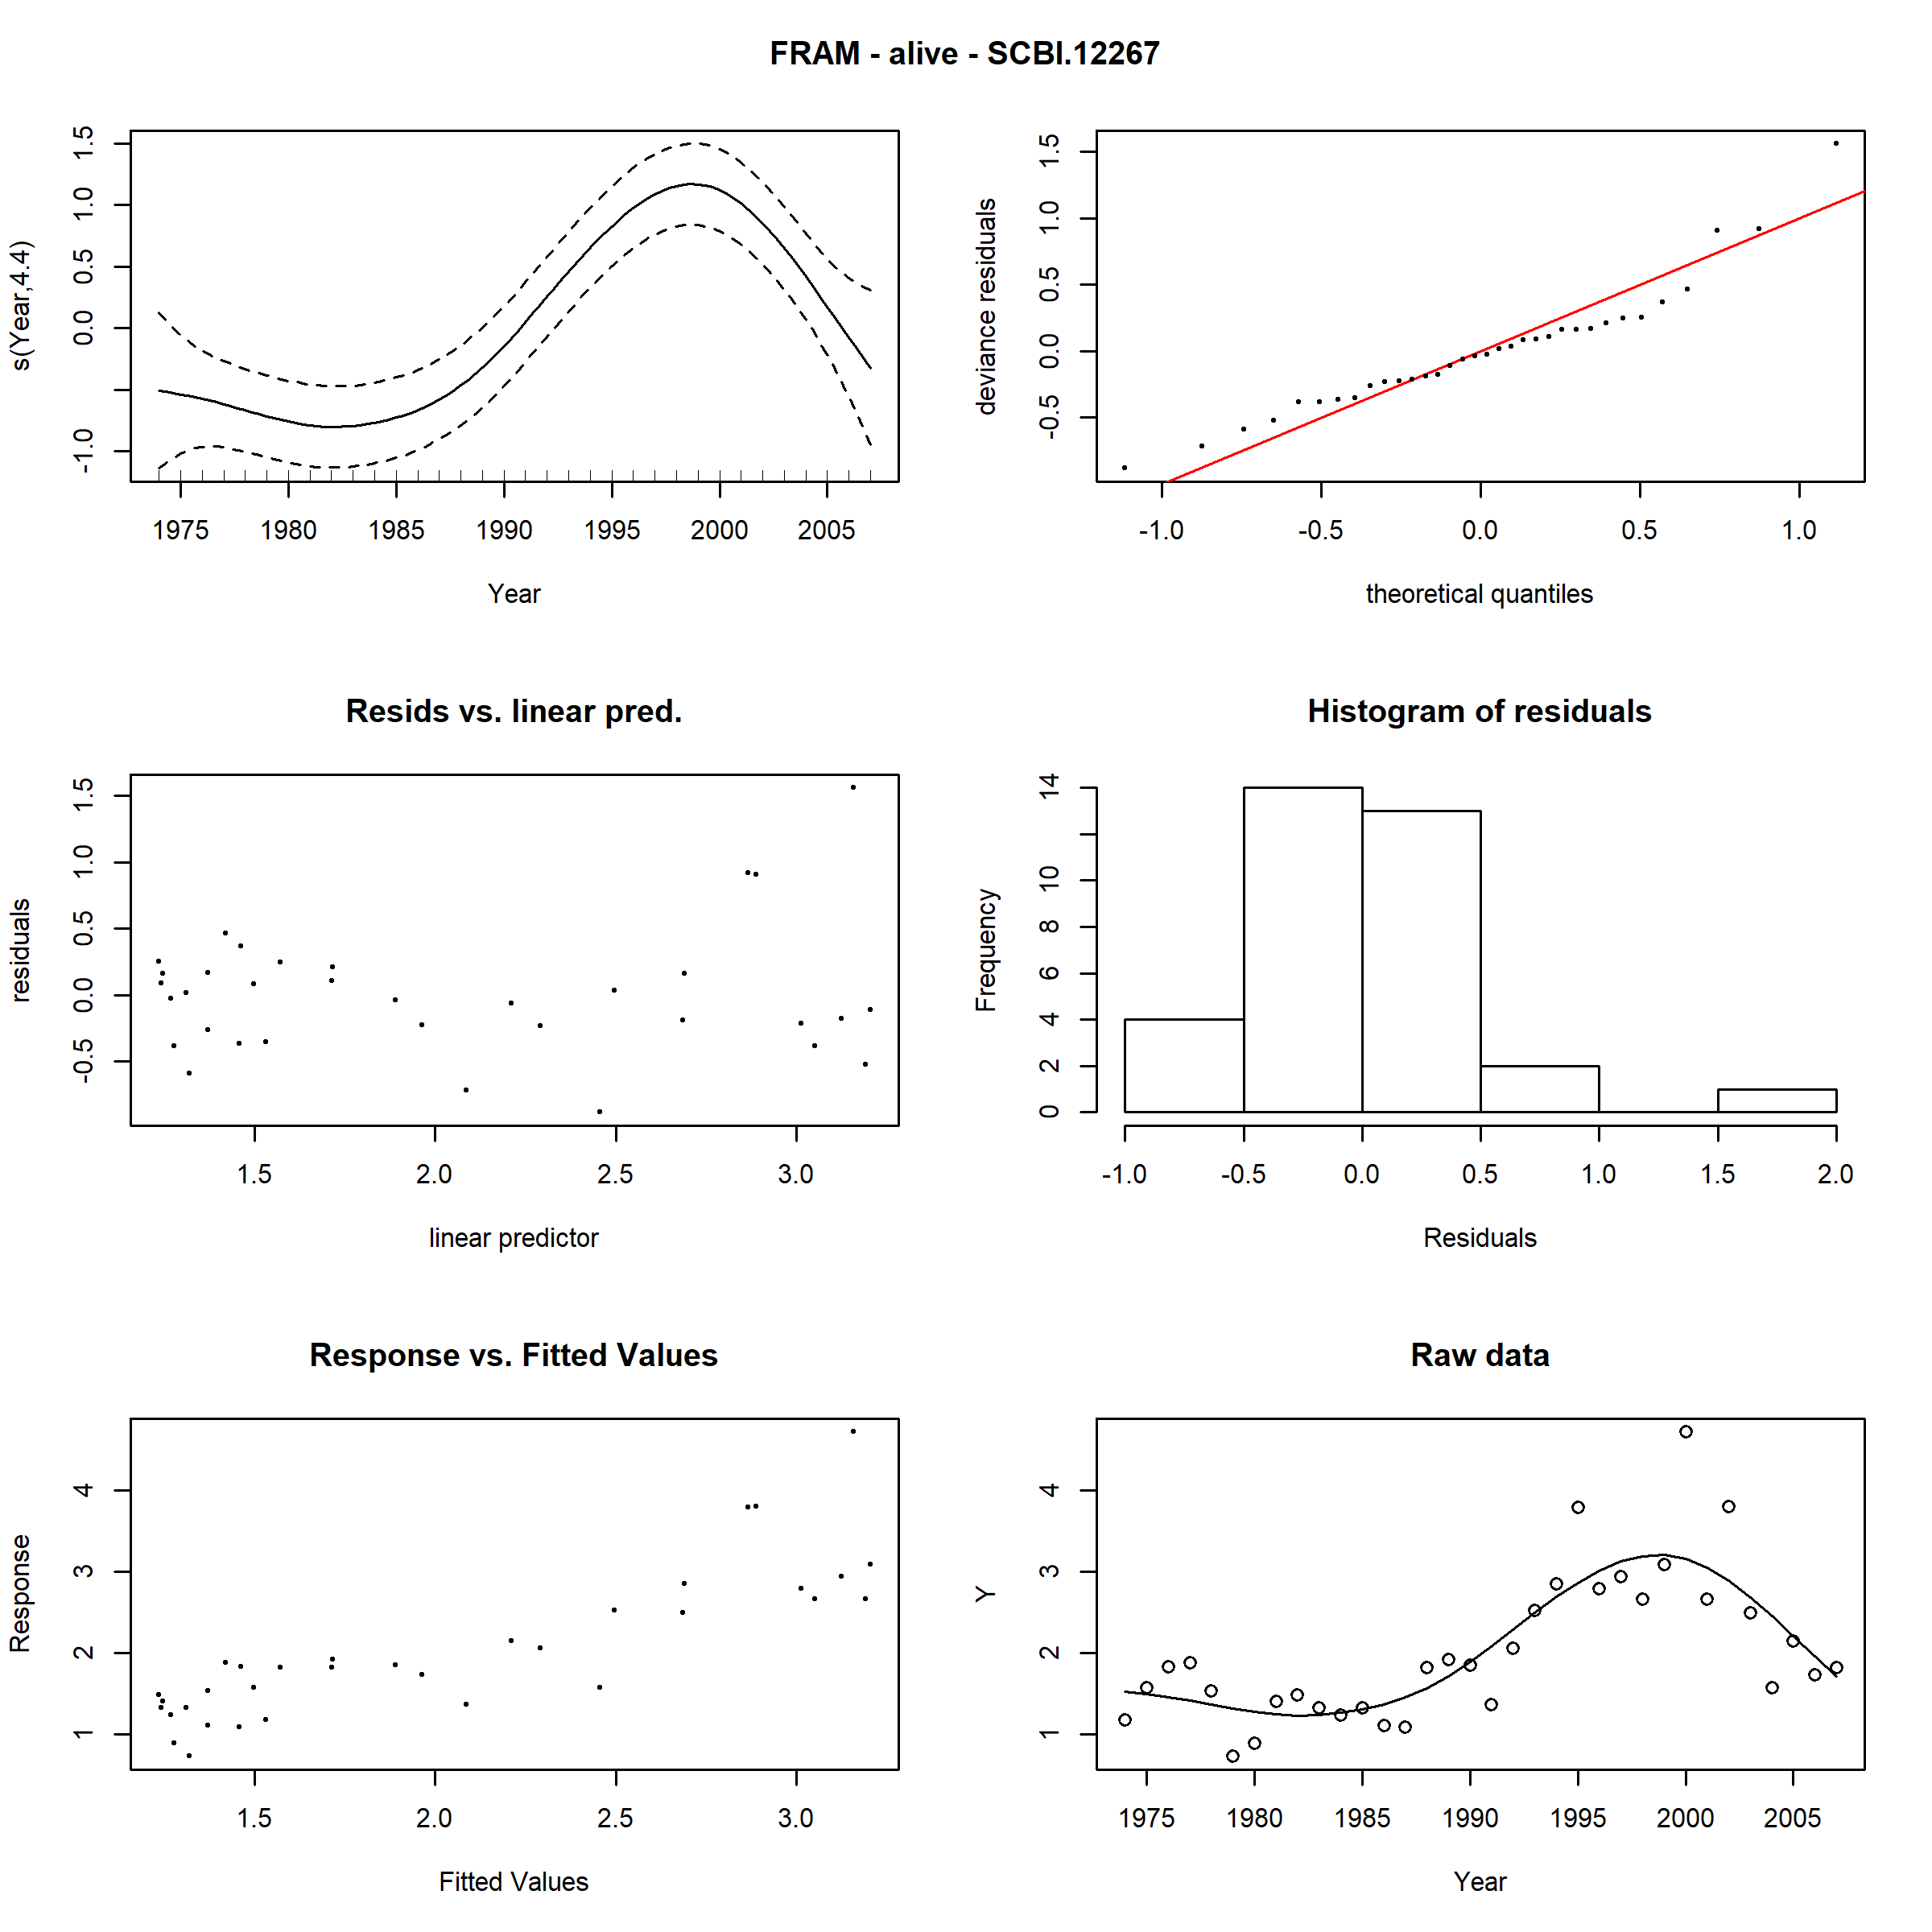 FRAM - alive - SCBI.12267
s(Year,4.4)
-1.0 0.0 0.5 1.0 1.5
1975 1980 1985 1990 1995 2000 2005
Year
deviance residuals
-0.5 0.0 0.5 1.0 1.5
-1.0 -0.5 0.0 0.5 1.0
theoretical quantiles
Resids vs. linear pred.
residuals
-0.5 0.0 0.5 1.0 1.5
1.5 2.0 2.5 3.0
linear predictor
Histogram of residuals
Frequency
0 2 4 6 8 10 14
-1.0 -0.5 0.0 0.5 1.0 1.5 2.0
Residuals
Response vs. Fitted Values
Response
1 2 3 4
1.5 2.0 2.5 3.0
Fitted Values
Raw data
Y
1 2 3 4
1975 1980 1985 1990 1995 2000 2005
Year